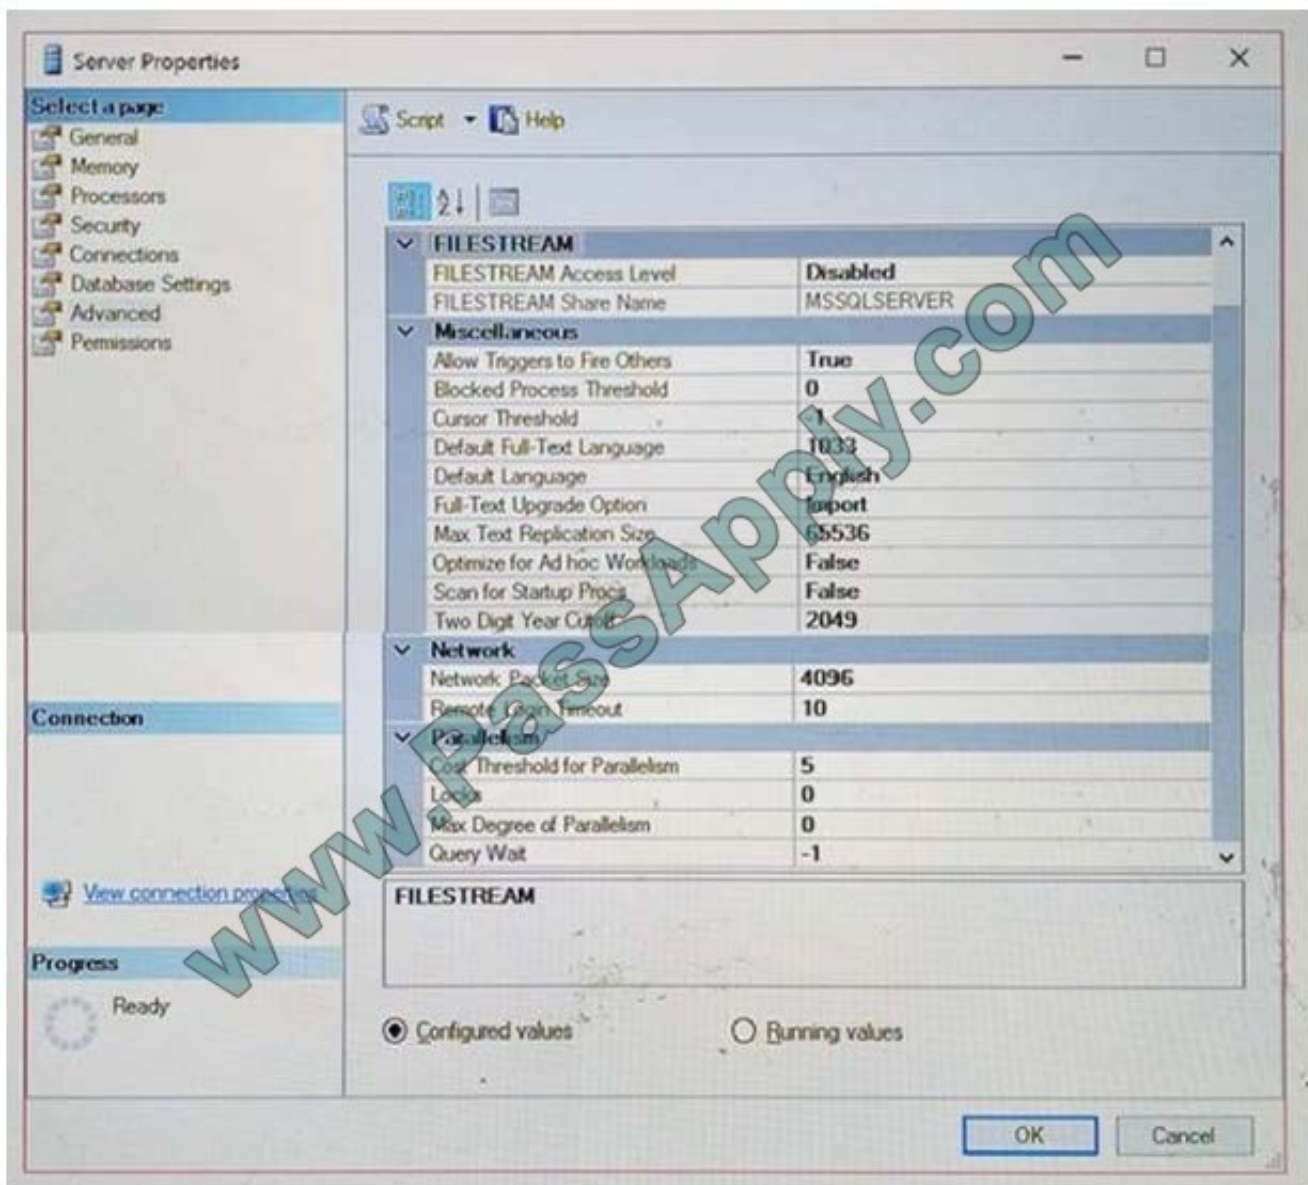 Server Properties
Select a page
General
Memory
Processors
Security
Connections
Database Settings
Advanced
Permissions
Connection
View connection properties
Progress
Ready
Script Help
FILESTREAM
FILESTREAM Access Level Disabled
FILESTREAM Share Name MSSQLSERVER
Miscellaneous
Allow Triggers to Fire Others True
Blocked Process Threshold 0
Cursor Threshold -1
Default Full-Text Language 1033
Default Language English
Full-Text Upgrade Option Import
Max Text Replication Size 65536
Optimize for Ad hoc Workloads False
Scan for Startup Procs False
Two Digit Year Cutoff 2049
Network
Network Packet Size 4096
Remote Login Timeout 10
Parallelism
Cost Threshold for Parallelism 5
Locks 0
Max Degree of Parallelism 0
Query Wait -1
FILESTREAM
Configured values Running values
OK Cancel
www.PassApply.com